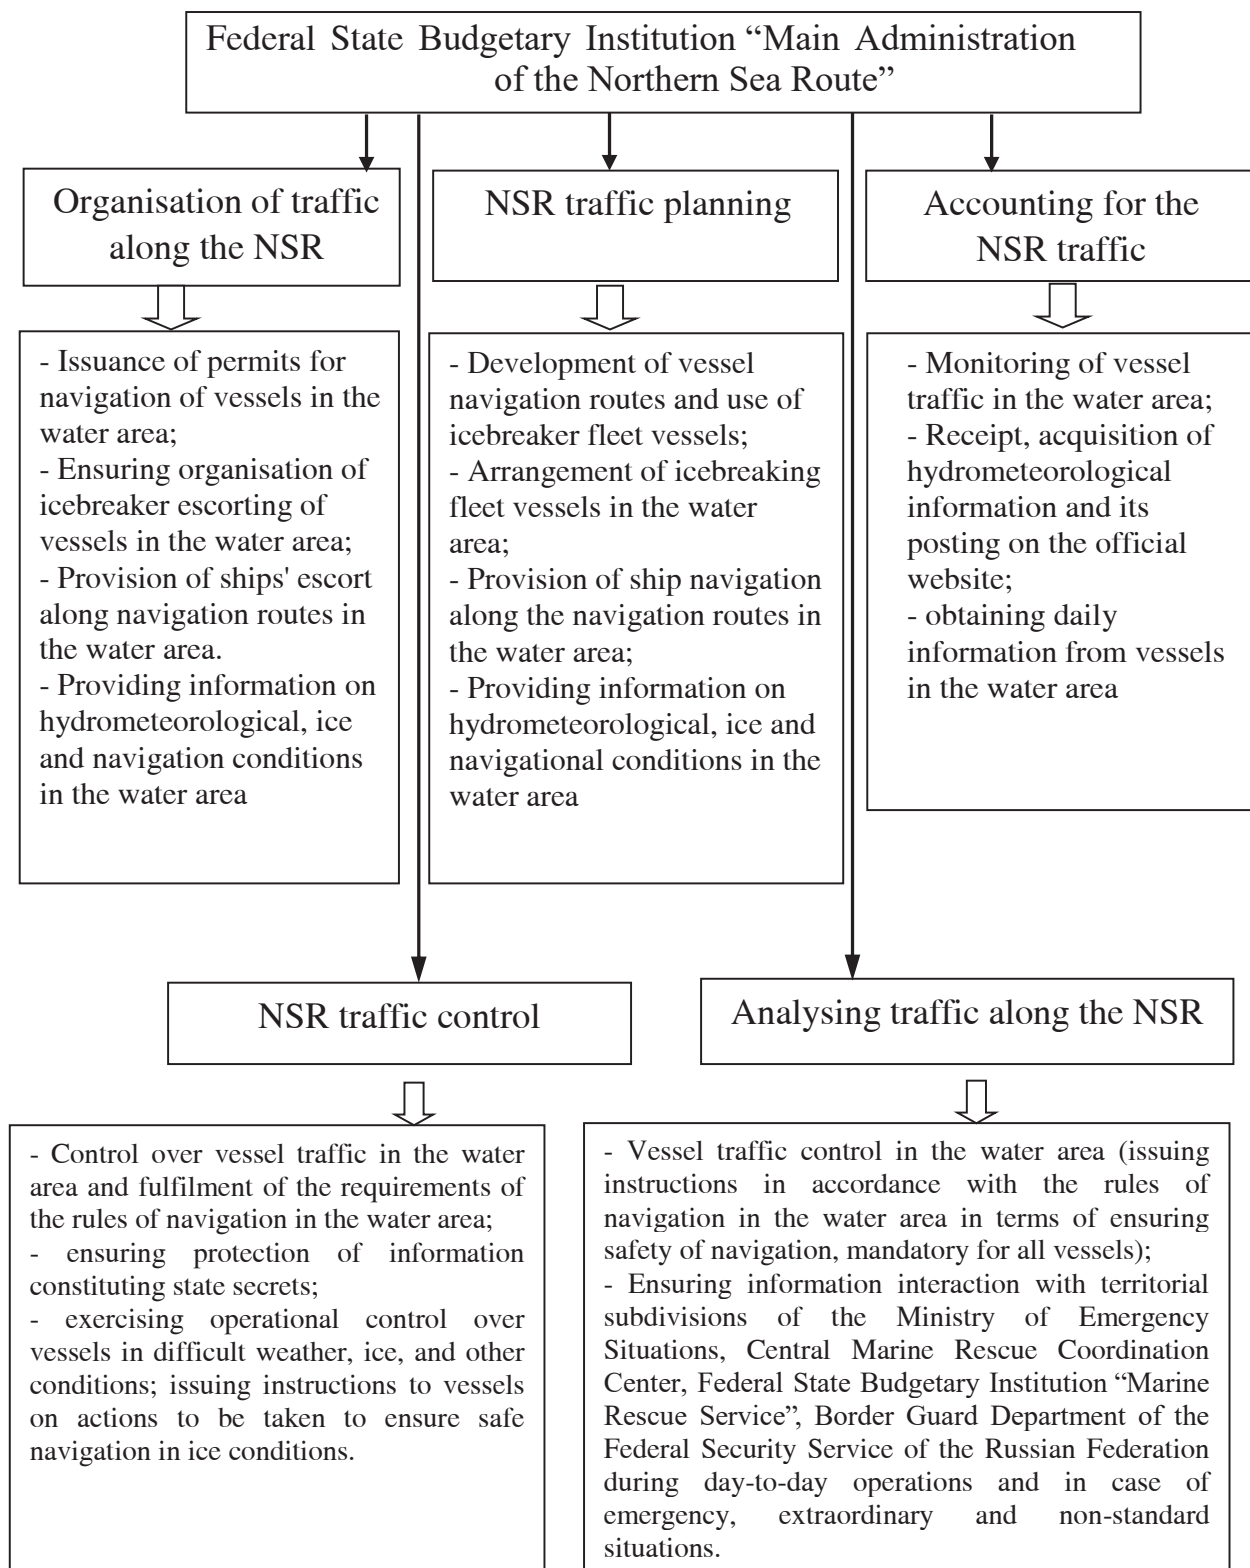 Federal State Budgetary Institution “Main Administration
of the Northern Sea Route”
Organisation of traffic
along the NSR
NSR traffic planning
Accounting for the
NSR traffic
- Issuance of permits for
navigation of vessels in the
water area;
- Ensuring organisation of
icebreaker escorting of
vessels in the water area;
- Provision of ships' escort
along navigation routes in
the water area.
- Providing information on
hydrometeorological, ice
and navigation conditions
in the water area
- Development of vessel
navigation routes and use of
icebreaker fleet vessels;
- Arrangement of icebreaking
fleet vessels in the water
area;
- Provision of ship navigation
along the navigation routes in
the water area;
- Providing information on
hydrometeorological, ice and
navigational conditions in the
water area
- Monitoring of vessel
traffic in the water area;
- Receipt, acquisition of
hydrometeorological
information and its
posting on the official
website;
- obtaining daily
information from vessels
in the water area
NSR traffic control
Analysing traffic along the NSR
- Control over vessel traffic in the water
area and fulfilment of the requirements of
the rules of navigation in the water area;
- ensuring protection of information
constituting state secrets;
- exercising operational control over
vessels in difficult weather, ice, and other
conditions; issuing instructions to vessels
on actions to be taken to ensure safe
navigation in ice conditions.
- Vessel traffic control in the water area (issuing
instructions in accordance with the rules of
navigation in the water area in terms of ensuring
safety of navigation, mandatory for all vessels);
- Ensuring information interaction with territorial
subdivisions of the Ministry of Emergency
Situations, Central Marine Rescue Coordination
Center, Federal State Budgetary Institution “Marine
Rescue Service”, Border Guard Department of the
Federal Security Service of the Russian Federation
during day-to-day operations and in case of
emergency, extraordinary and non-standard
situations.